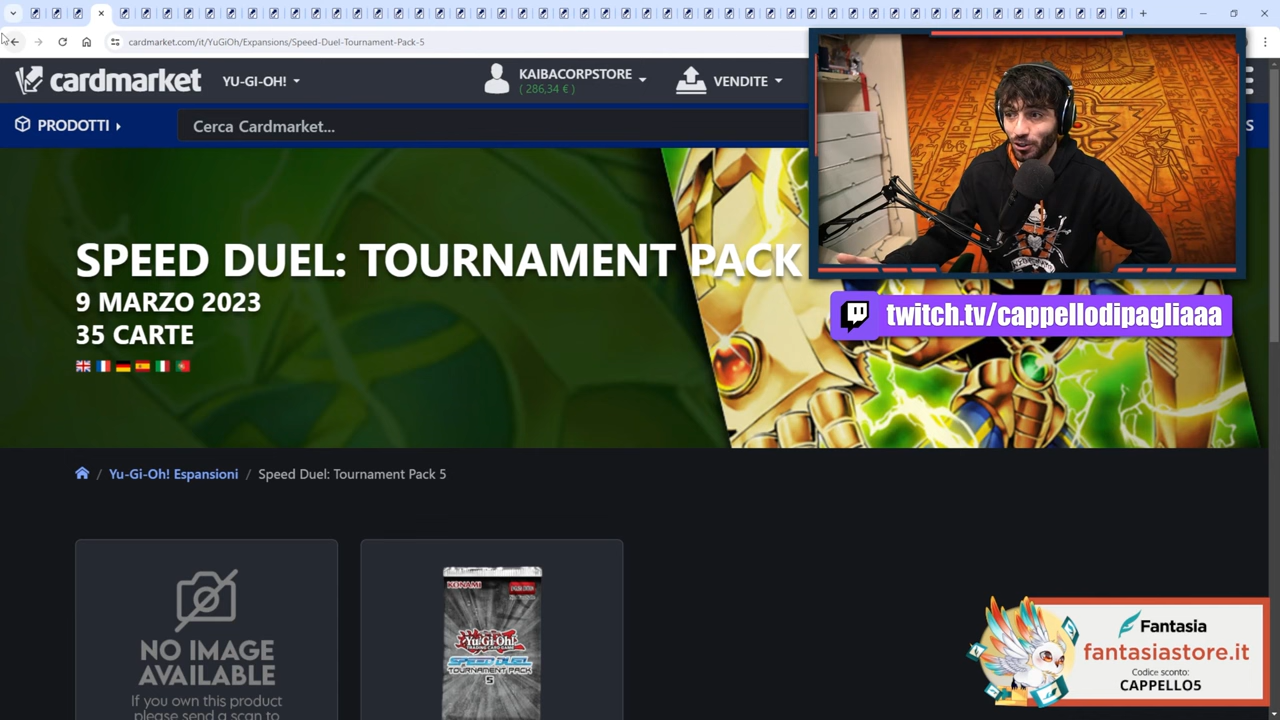 cardmarket.com/it/YuGiOh/Expansions/Speed-Duel-Tournament-Pack-5
cardmarket
YU-GI-OH!
KAIBACORPSTORE
( 286,34 € )
VENDITE
PRODOTTI
Cerca Cardmarket...
S
SPEED DUEL: TOURNAMENT PACK
9 MARZO 2023
35 CARTE
twitch.tv/cappellodipagliaaa
/ Yu-Gi-Oh! Espansioni / Speed Duel: Tournament Pack 5
NO IMAGE
AVAILABLE
If you own this product
please send a scan to
KONAMI
Yu-Gi-Oh!
TRADING CARD GAME
SPEED DUEL
TOURNAMENT PACK
5
Fantasia
fantasiastore.it
Codice sconto:
CAPPELLO5